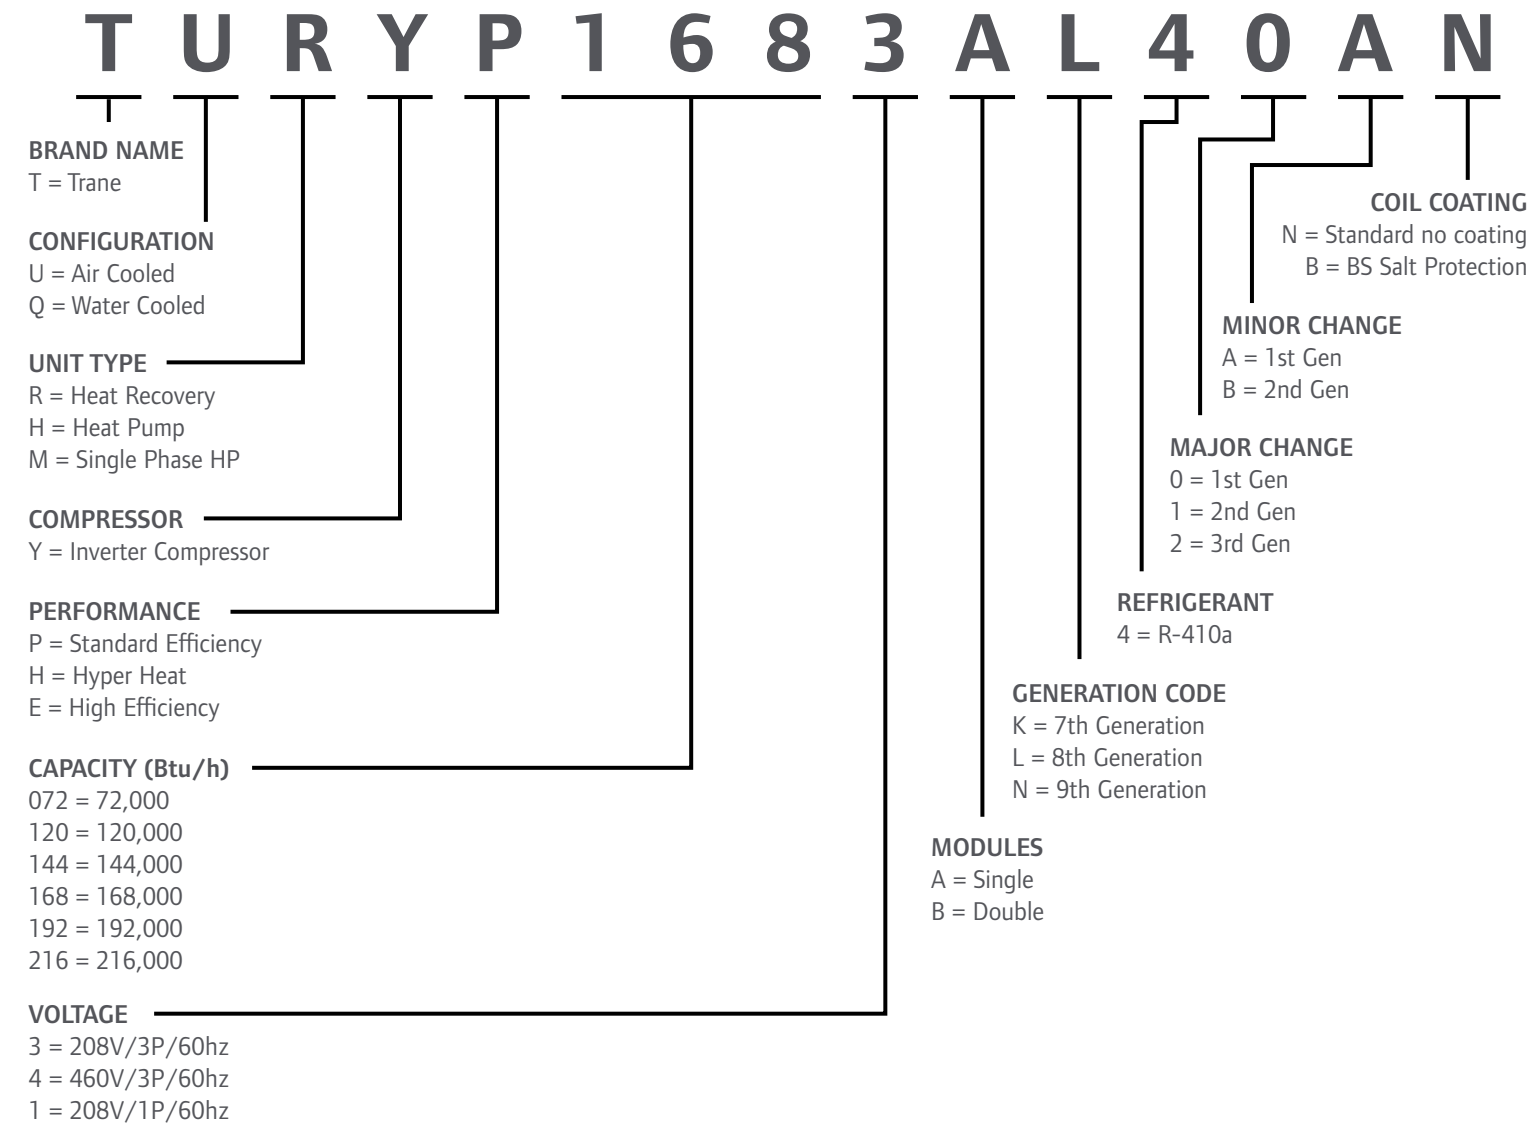 T U R Y P 1 6 8 3 A L 4 0 A N
BRAND NAME
T = Trane
CONFIGURATION
U = Air Cooled
Q = Water Cooled
UNIT TYPE
R = Heat Recovery
H = Heat Pump
M = Single Phase HP
COMPRESSOR
Y = Inverter Compressor
PERFORMANCE
P = Standard Efficiency
H = Hyper Heat
E = High Efficiency
CAPACITY (Btu/h)
072 = 72,000
120 = 120,000
144 = 144,000
168 = 168,000
192 = 192,000
216 = 216,000
VOLTAGE
3 = 208V/3P/60hz
4 = 460V/3P/60hz
1 = 208V/1P/60hz
MODULES
A = Single
B = Double
GENERATION CODE
K = 7th Generation
L = 8th Generation
N = 9th Generation
REFRIGERANT
4 = R-410a
MAJOR CHANGE
0 = 1st Gen
1 = 2nd Gen
2 = 3rd Gen
MINOR CHANGE
A = 1st Gen
B = 2nd Gen
COIL COATING
N = Standard no coating
B = BS Salt Protection